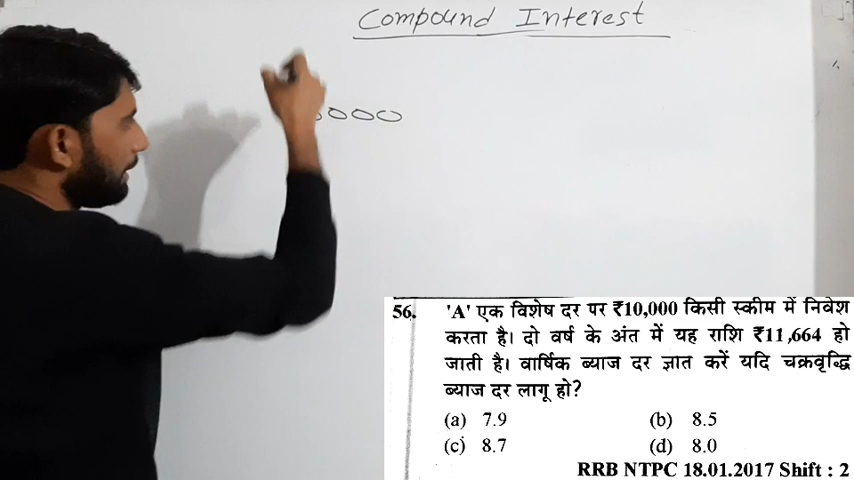 Compound Interest
000
56. 'A' एक विशेष दर पर ₹10,000 किसी स्कीम में निवेश
करता है। दो वर्ष के अंत में यह राशि ₹11,664 हो
जाती है। वार्षिक ब्याज दर ज्ञात करें यदि चक्रवृद्धि
ब्याज दर लागू हो?
(a) 7.9 (b) 8.5
(c) 8.7 (d) 8.0
RRB NTPC 18.01.2017 Shift : 2